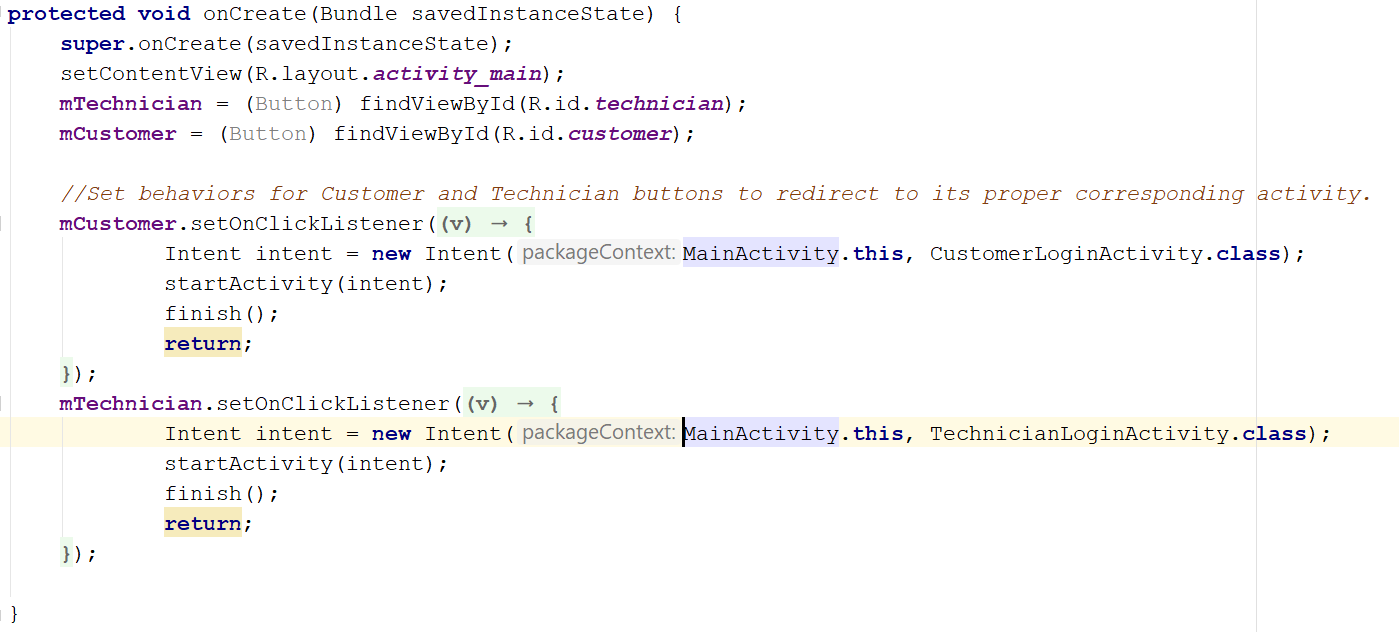 protected void onCreate(Bundle savedInstanceState) {
super.onCreate(savedInstanceState);
setContentView(R.layout.activity_main);
mTechnician = (Button) findViewById(R.id.technician);
mCustomer = (Button) findViewById(R.id.customer);
//Set behaviors for Customer and Technician buttons to redirect to its proper corresponding activity.
mCustomer.setOnClickListener((v) → {
Intent intent = new Intent( packageContext: MainActivity.this, CustomerLoginActivity.class);
startActivity(intent);
finish();
return;
});
mTechnician.setOnClickListener((v) → {
Intent intent = new Intent( packageContext: MainActivity.this, TechnicianLoginActivity.class);
startActivity(intent);
finish();
return;
});
}